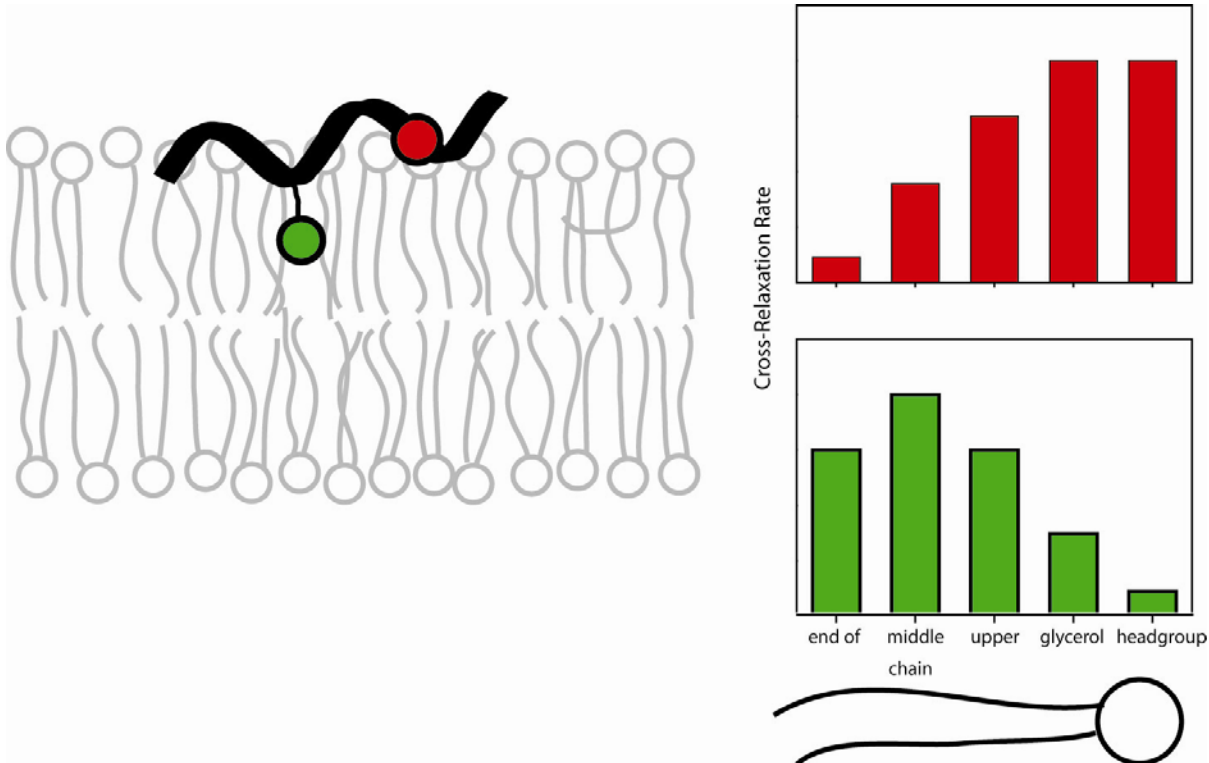 Cross-Relaxation Rate
end of middle upper glycerol headgroup
chain